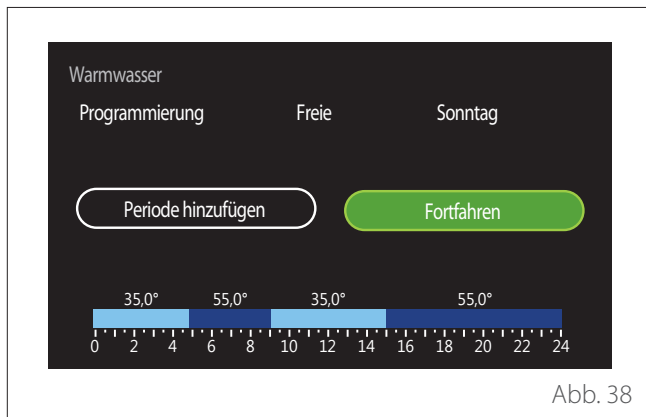 Warmwasser
Programmierung Freie Sonntag
Periode hinzufügen Fortfahren
35,0° 55,0° 35,0° 55,0°
0 2 4 6 8 10 12 14 16 18 20 22 24
Abb. 38